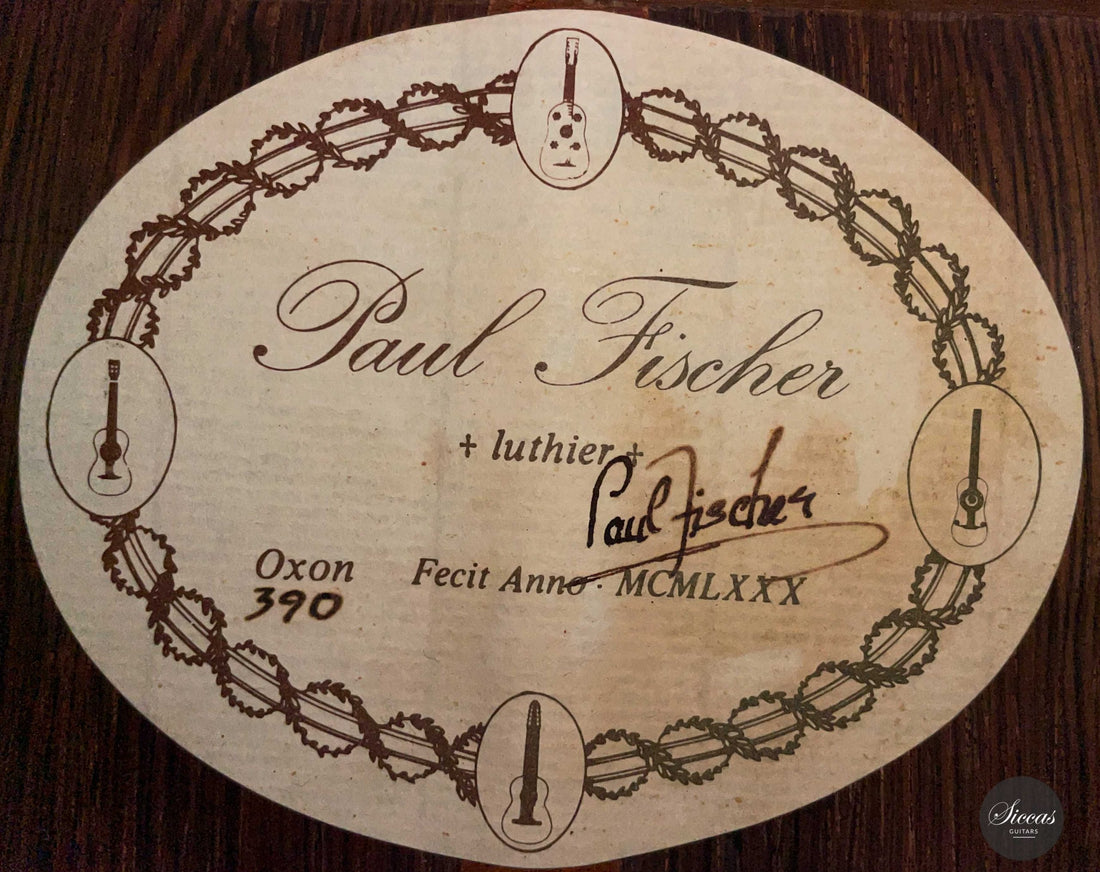 Paul Fischer
+ luthier +
Paul Fischer
Oxon Fecit Anno · MCMLXXX
390
Siccas
GUITARS